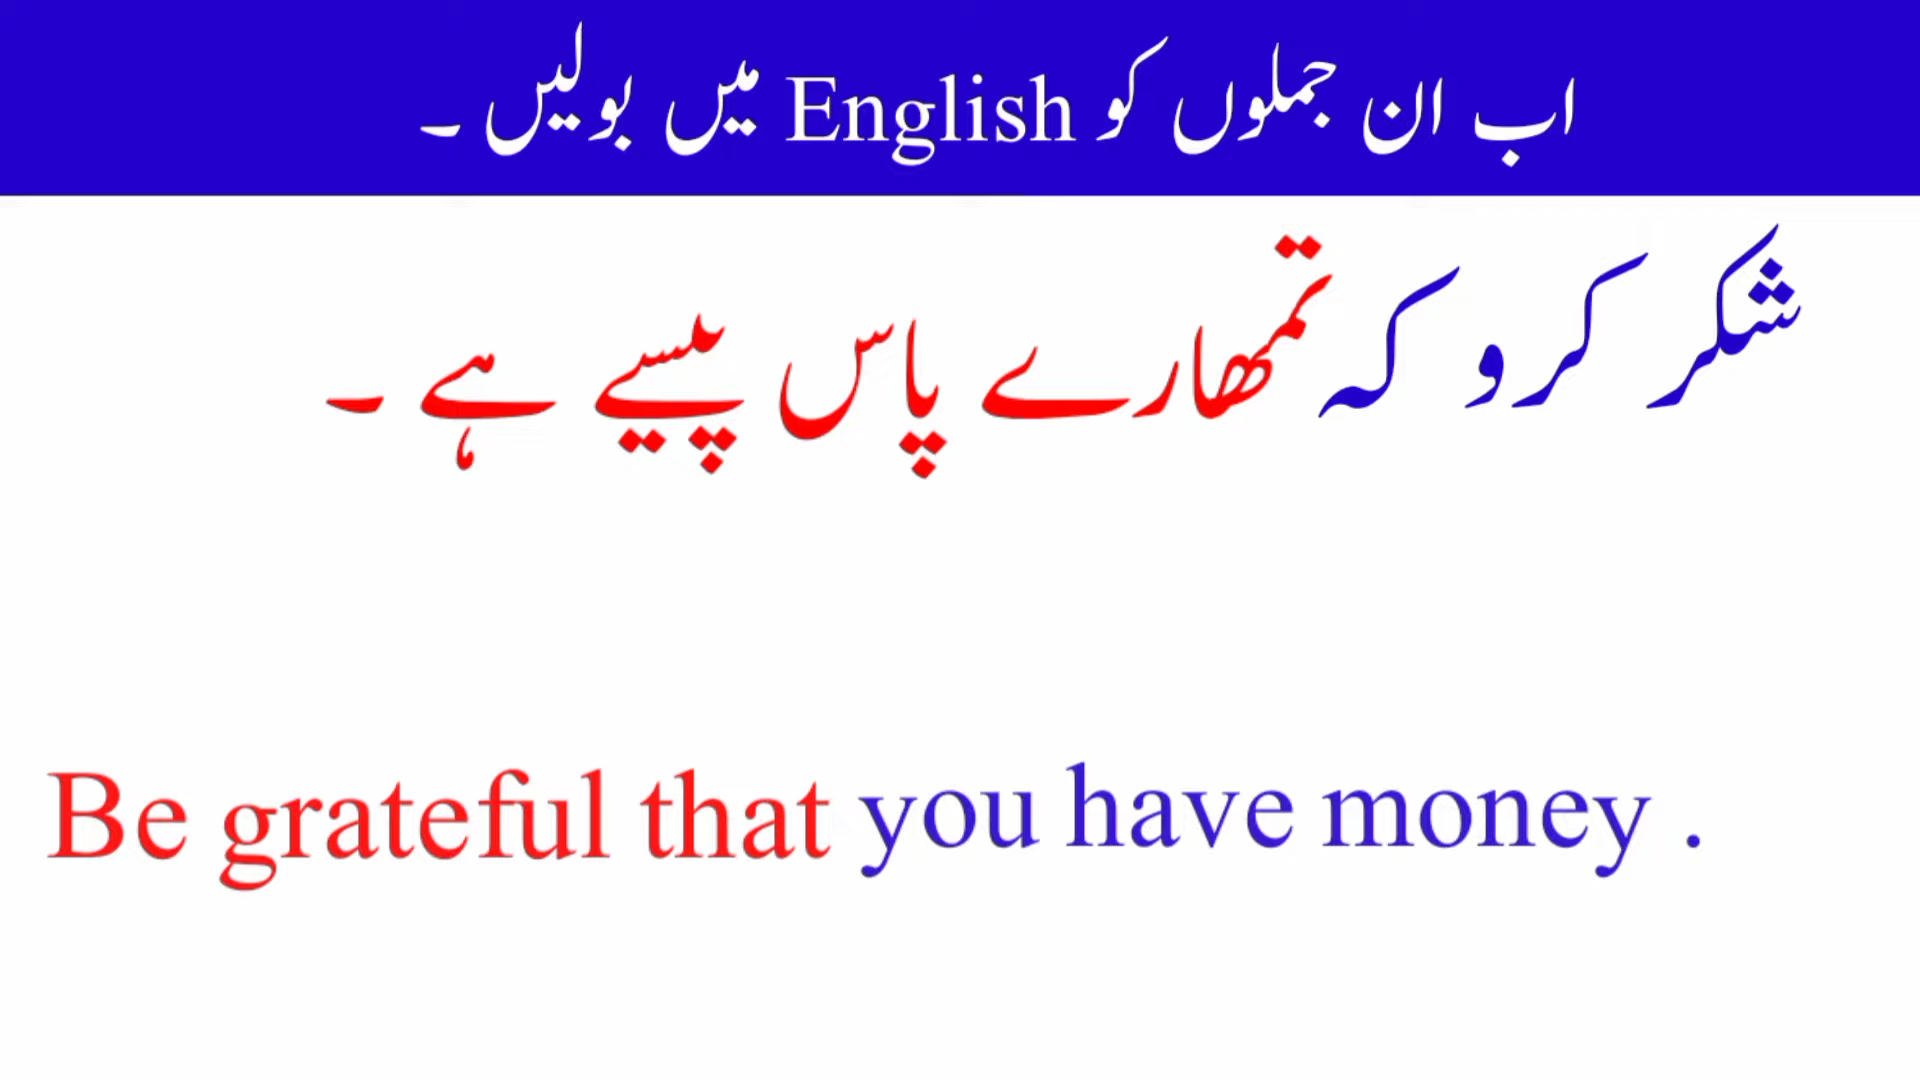 اب ان جملوں کو English میں بولیں ۔
شکر کرو کہ تمھارے پاس پیسے ہے ۔
Be grateful that you have money .